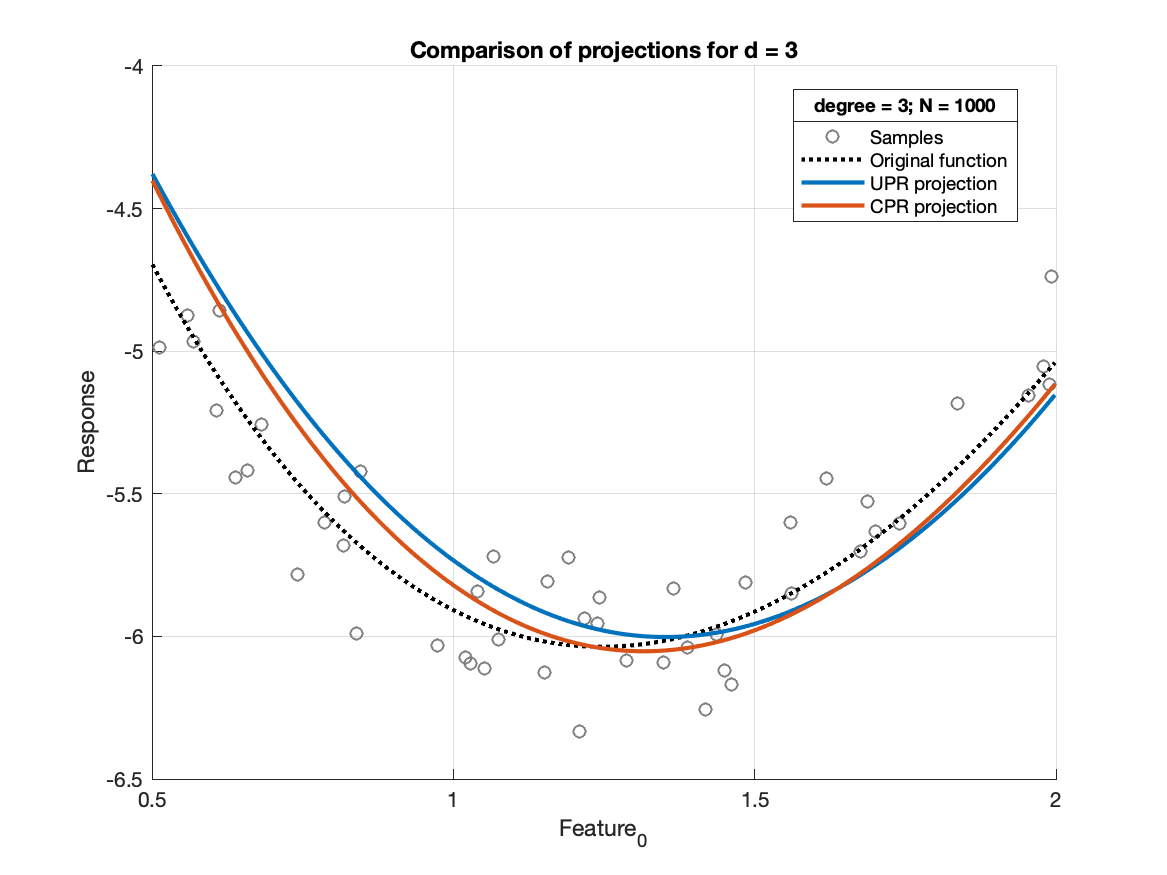 Comparison of projections for d = 3
degree = 3; N = 1000
Samples
Original function
UPR projection
CPR projection
-4
-4.5
-5
-5.5
-6
-6.5
Response
0.5
1
1.5
2
Feature0